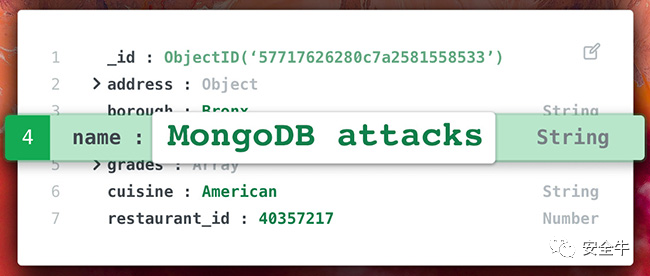 1 _id : ObjectID(‘57717626280c7a2581558533’)
2 address : Object
3 borough : Bronx String
4 name : MongoDB attacks String
5 grades : Array
6 cuisine : American String
7 restaurant_id : 40357217 Number
安全牛